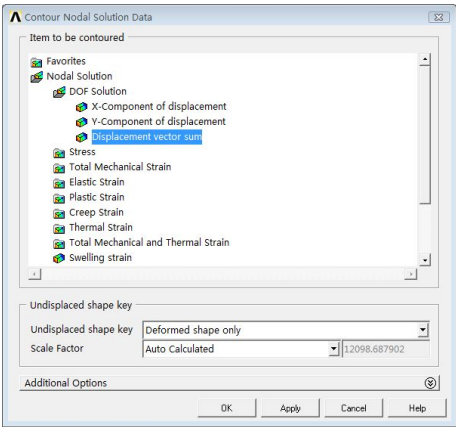 Contour Nodal Solution Data
Item to be contoured
Favorites
Nodal Solution
DOF Solution
X-Component of displacement
Y-Component of displacement
Displacement vector sum
Stress
Total Mechanical Strain
Elastic Strain
Plastic Strain
Creep Strain
Thermal Strain
Total Mechanical and Thermal Strain
Swelling strain
Undisplaced shape key
Undisplaced shape key Deformed shape only
Scale Factor Auto Calculated 12098.687902
Additional Options
OK Apply Cancel Help